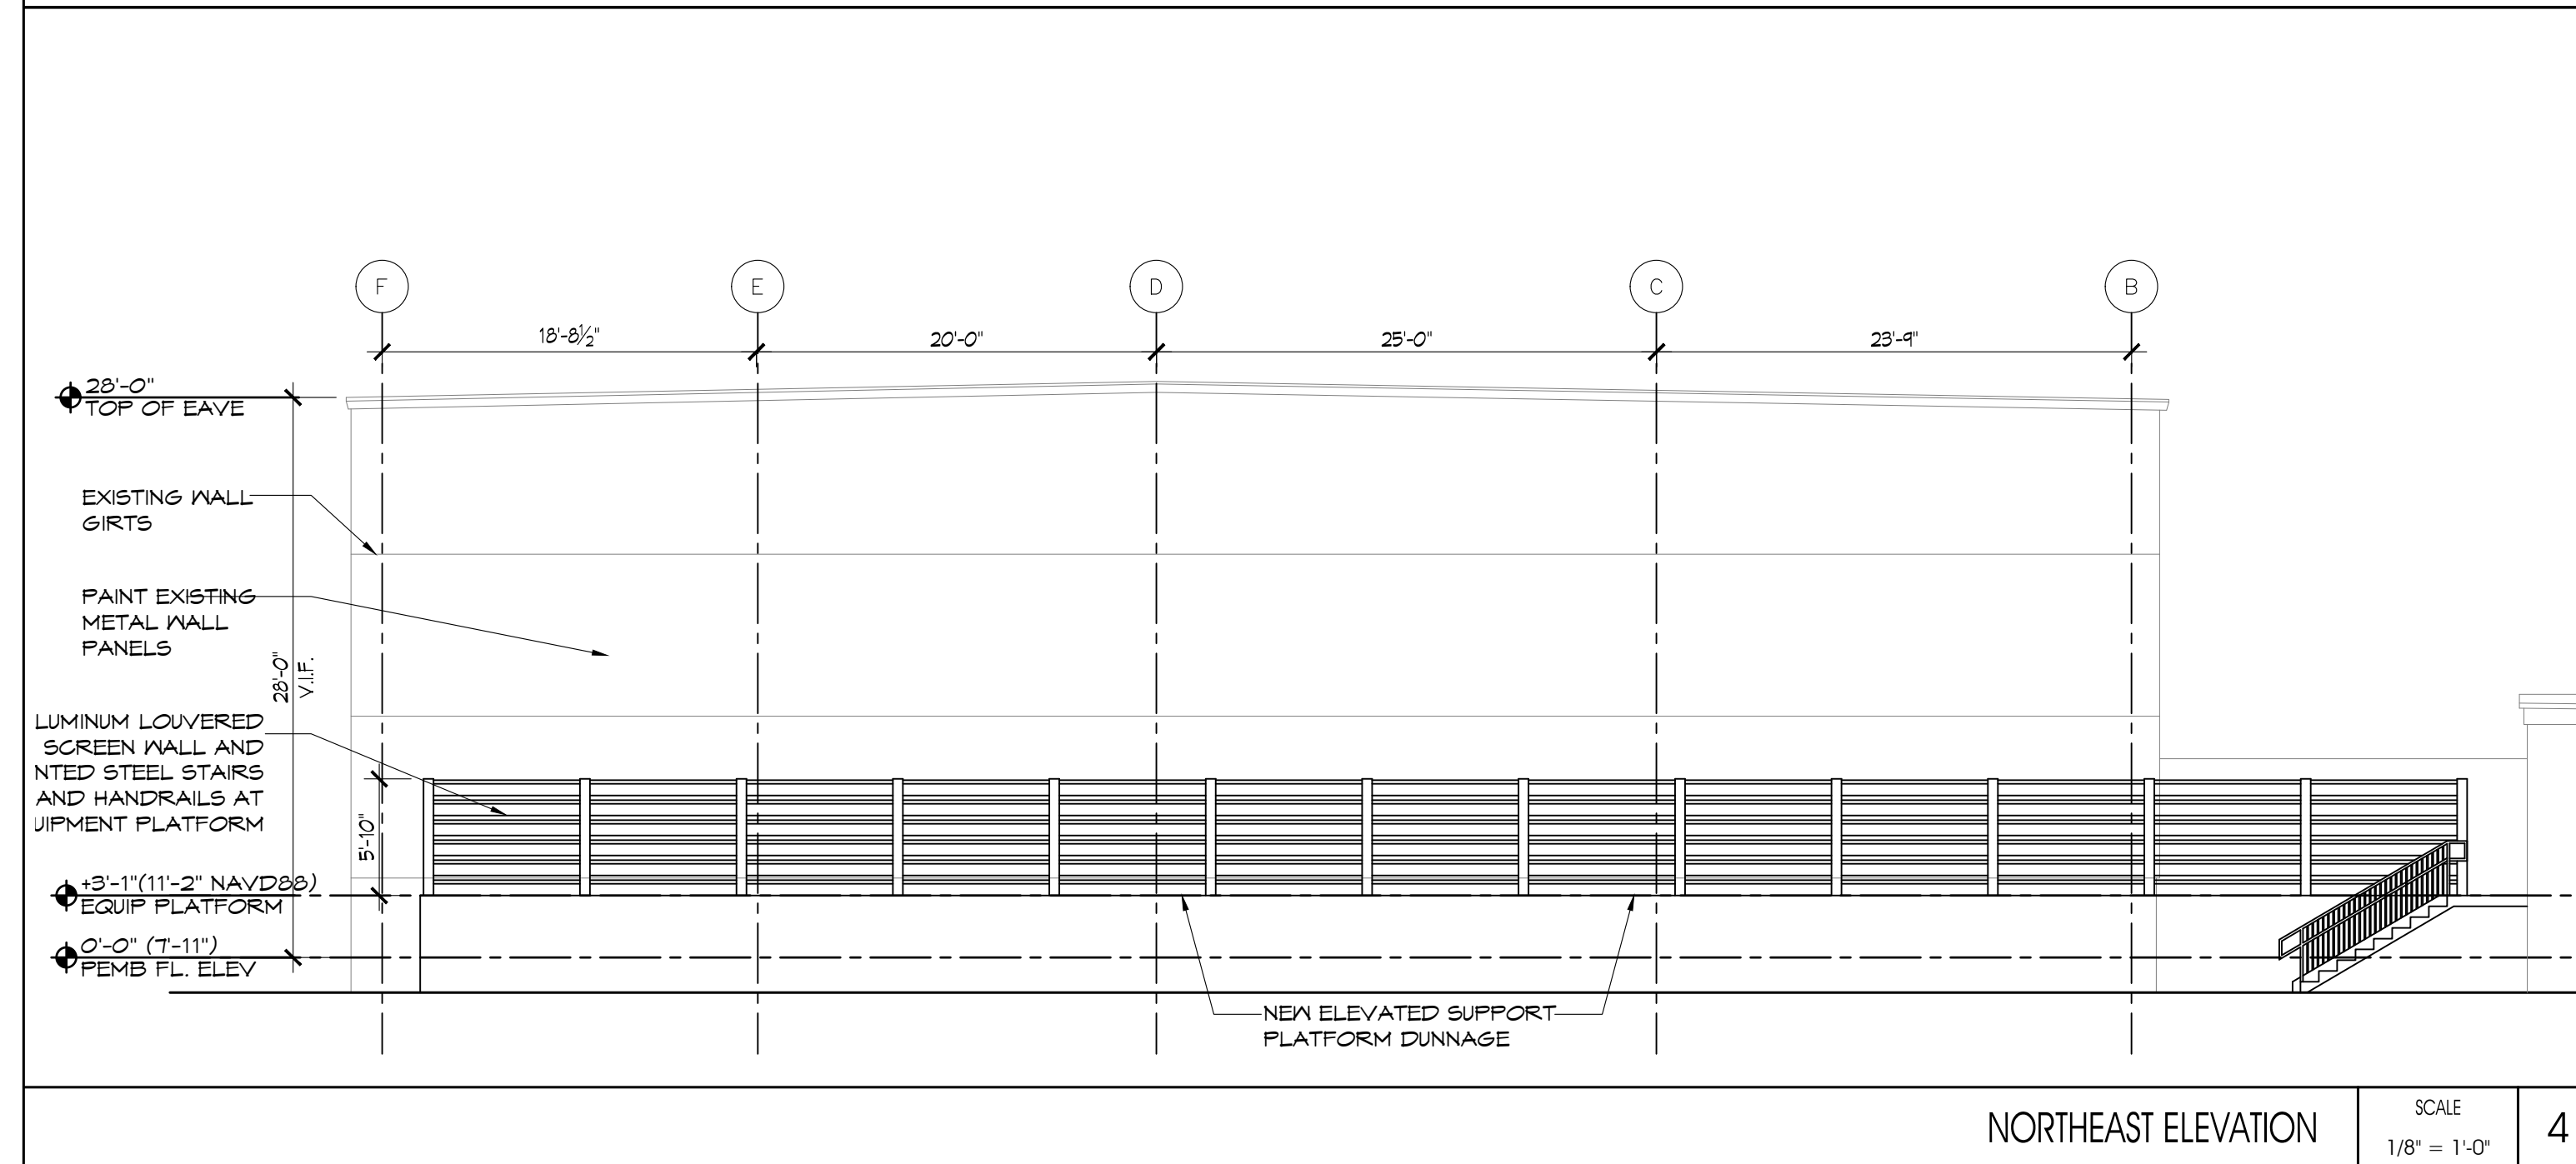 F E D C B
18'-8½" 20'-0" 25'-0" 23'-9"
28'-0"
TOP OF EAVE
EXISTING WALL
GIRTS
PAINT EXISTING
METAL WALL
PANELS
28'-0"
V.I.F.
LUMINUM LOUVERED
SCREEN WALL AND
NTED STEEL STAIRS
AND HANDRAILS AT
UIPMENT PLATFORM
5'-10"
+3'-1"(11'-2" NAVD88)
EQUIP PLATFORM
0'-0" (7'-11")
PEMB FL. ELEV
NEW ELEVATED SUPPORT
PLATFORM DUNNAGE
NORTHEAST ELEVATION
SCALE
1/8" = 1'-0"
4